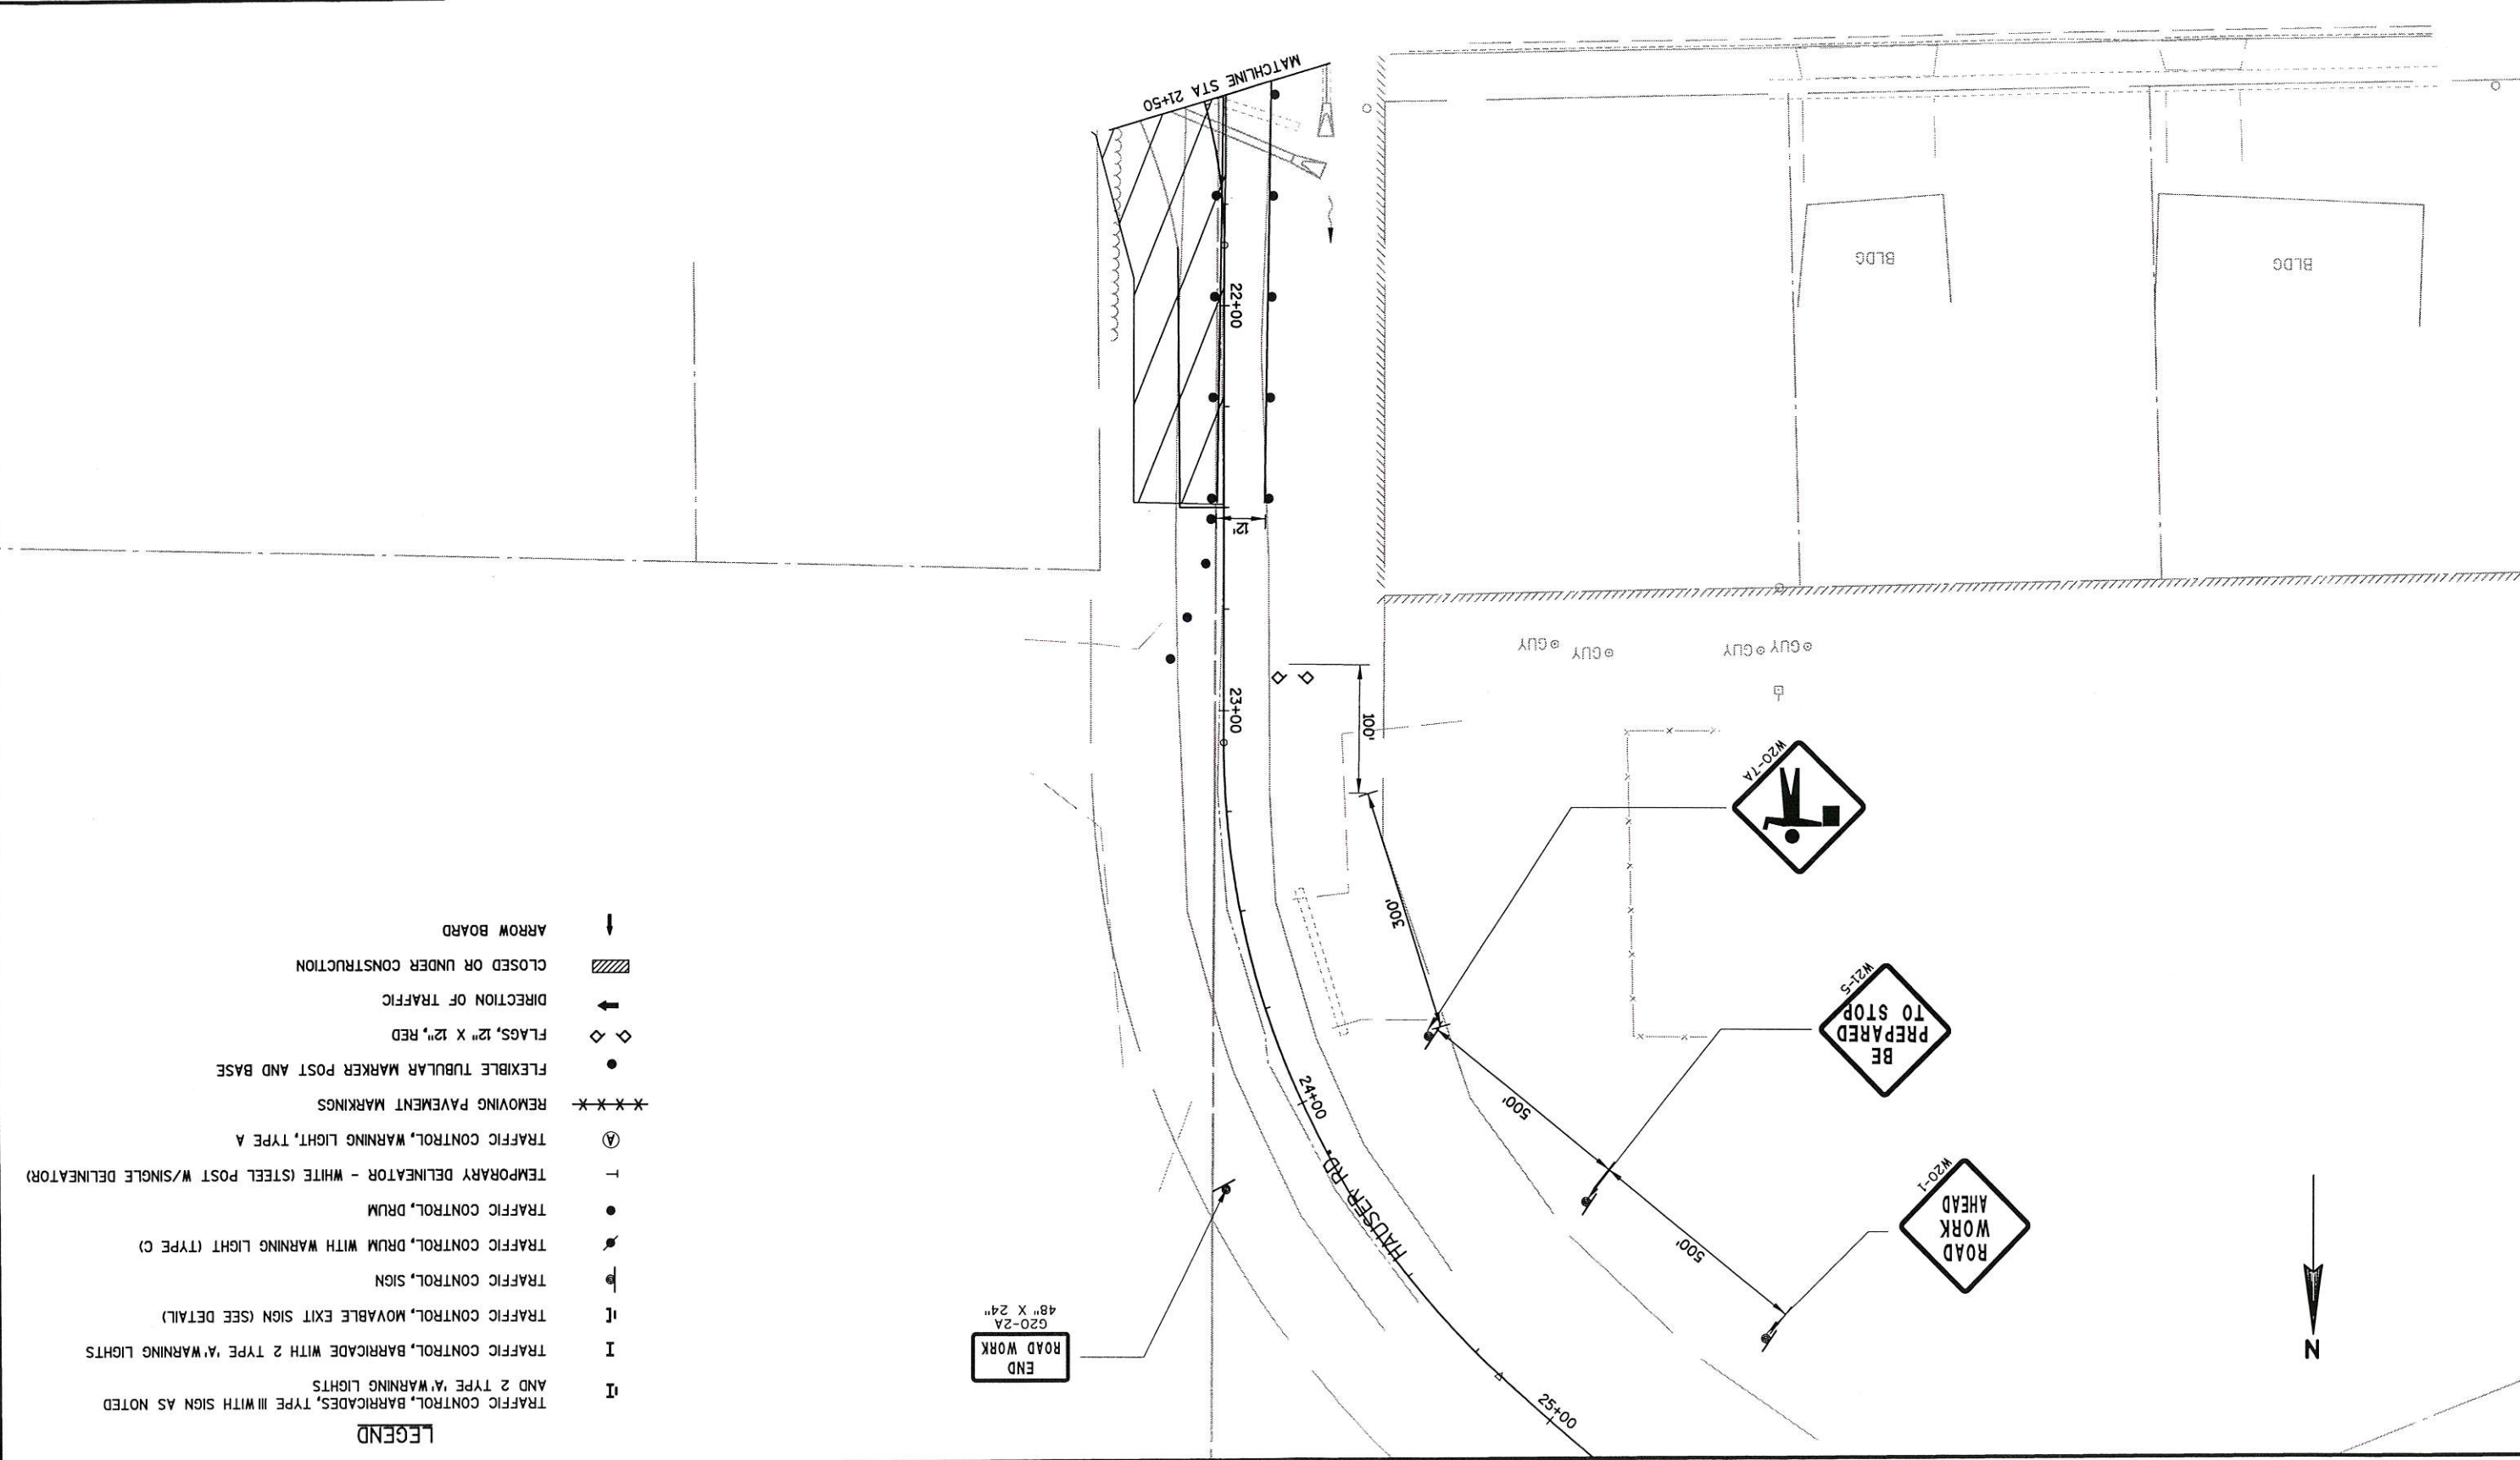 LEGEND
TRAFFIC CONTROL, BARRICADES, TYPE III WITH SIGN AS NOTED
AND 2 TYPE 'A' WARNING LIGHTS
TRAFFIC CONTROL, BARRICADE WITH 2 TYPE 'A' WARNING LIGHTS
TRAFFIC CONTROL, MOVABLE EXIT SIGN (SEE DETAIL)
TRAFFIC CONTROL, SIGN
TRAFFIC CONTROL, DRUM WITH WARNING LIGHT (TYPE C)
TRAFFIC CONTROL, DRUM
TEMPORARY DELINEATOR - WHITE (STEEL POST W/SINGLE DELINEATOR)
A
TRAFFIC CONTROL, WARNING LIGHT, TYPE A
REMOVING PAVEMENT MARKINGS
FLEXIBLE TUBULAR MARKER POST AND BASE
FLAGS, 12" X 12", RED
DIRECTION OF TRAFFIC
CLOSED OR UNDER CONSTRUCTION
ARROW BOARD
N
ROAD
WORK
AHEAD
W20-1
BE
PREPARED
TO STOP
W21-5
W20-7A
END
ROAD WORK
G20-2A
48" X 24"
25+00
HAUSER RD.
24+00
500'
500'
300'
100'
23+00
GUY
GUY
GUY
GUY
GUY
12'
22+00
BLDG
BLDG
MATCHLINE STA 21+50